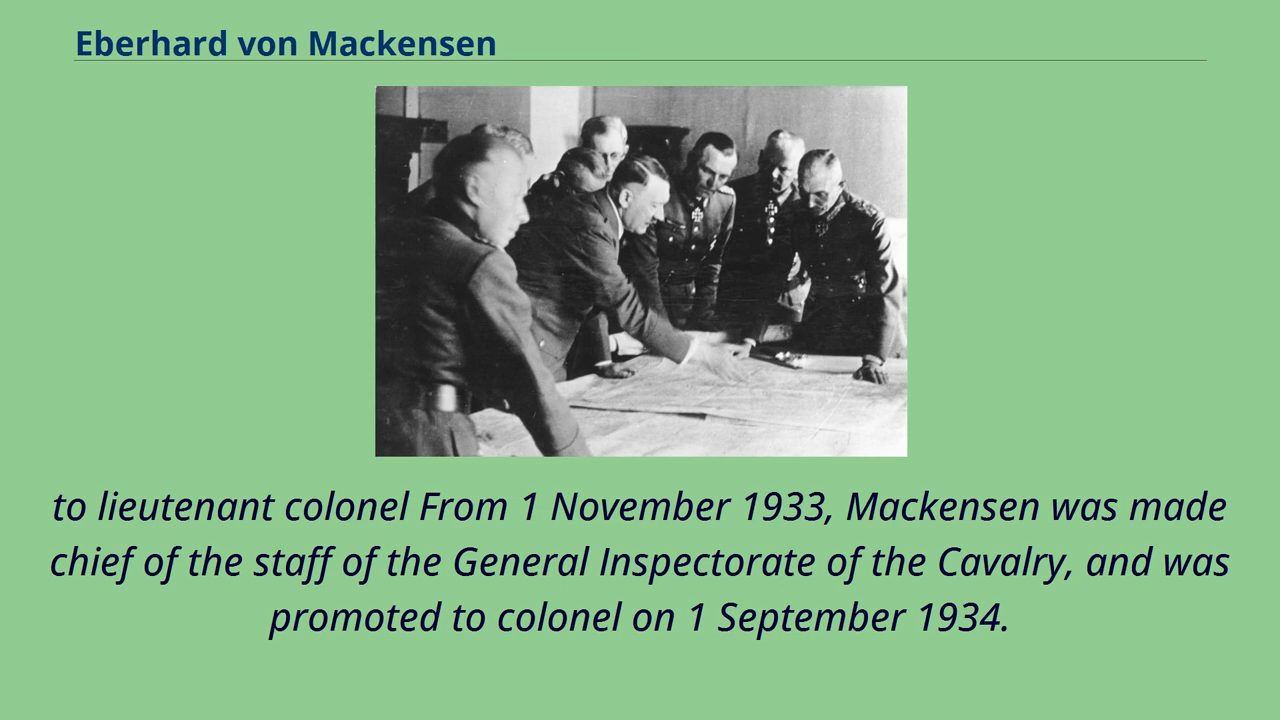 Eberhard von Mackensen
to lieutenant colonel From 1 November 1933, Mackensen was made
chief of the staff of the General Inspectorate of the Cavalry, and was
promoted to colonel on 1 September 1934.